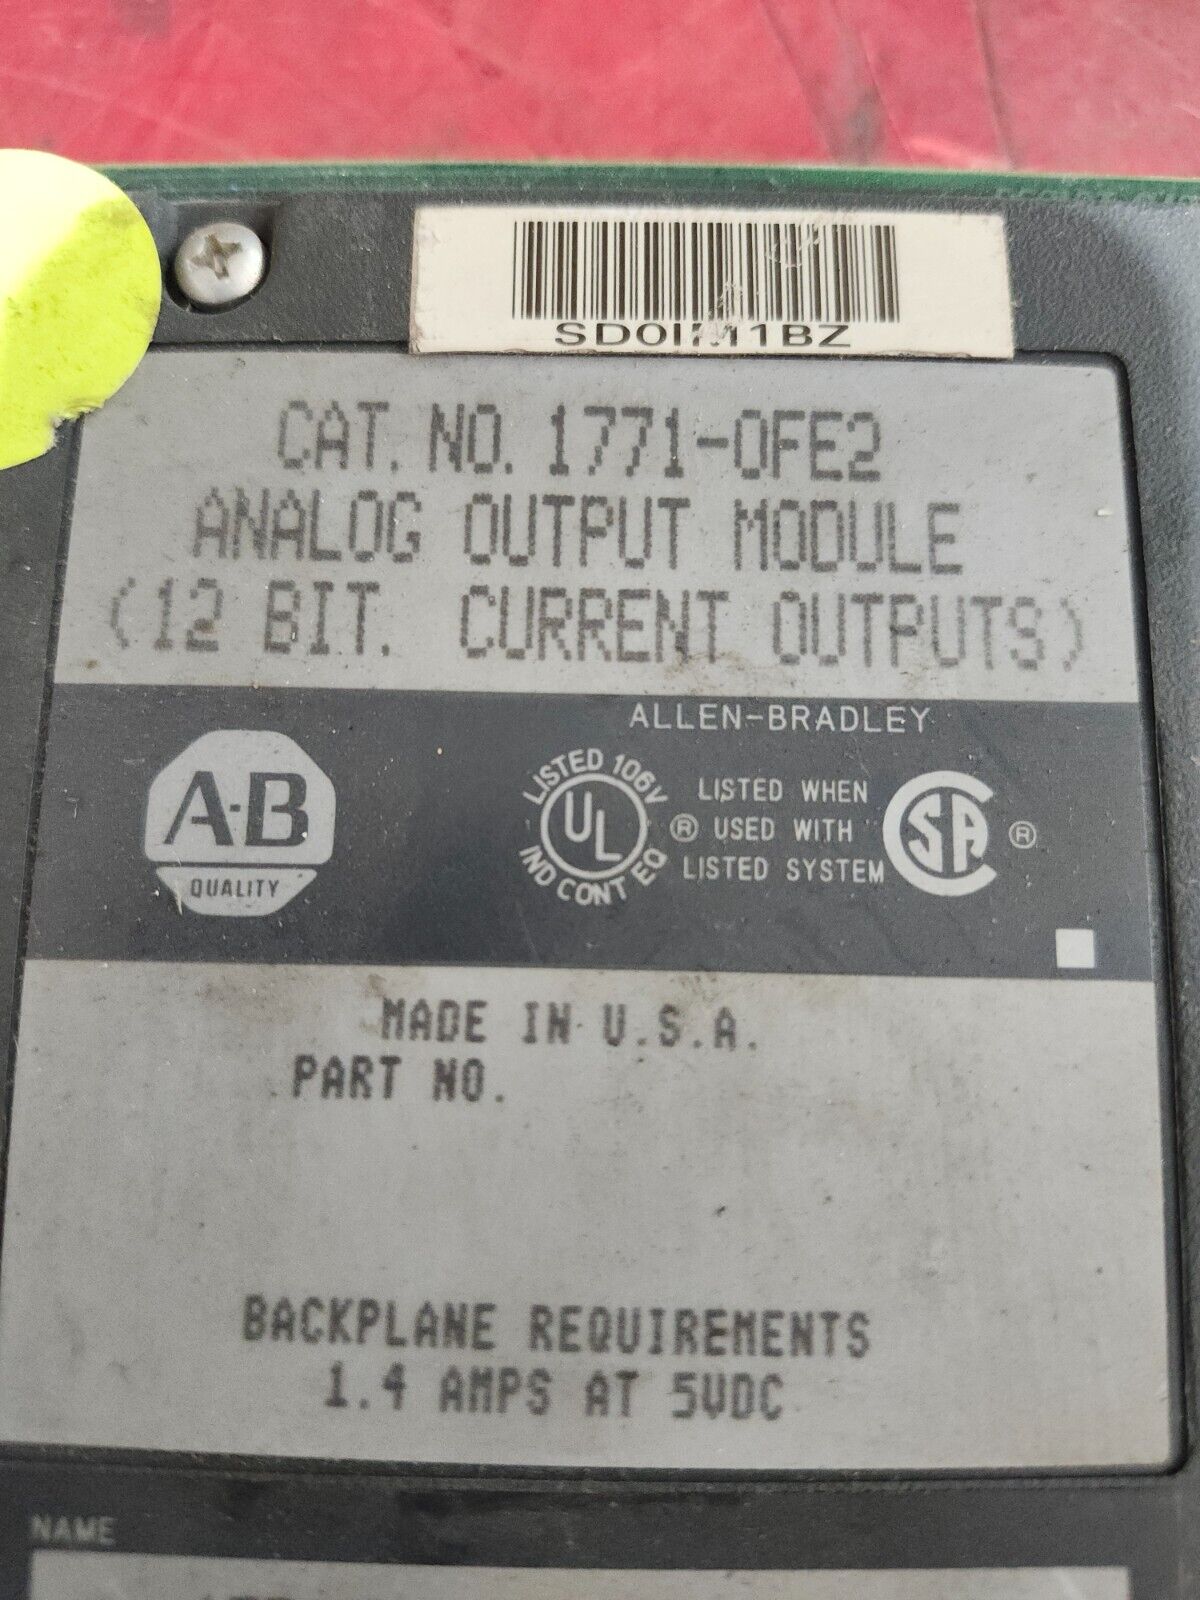 SD0IM1BZ
CAT. NO. 1771-OFE2
ANALOG OUTPUT MODULE
(12 BIT. CURRENT OUTPUTS)
ALLEN-BRADLEY
A-B
QUALITY
LISTED 106V
UL
IND CONT EQ
®
LISTED WHEN
USED WITH
LISTED SYSTEM
SA
®
MADE IN U.S.A.
PART NO.
BACKPLANE REQUIREMENTS
1.4 AMPS AT 5VDC
NAME